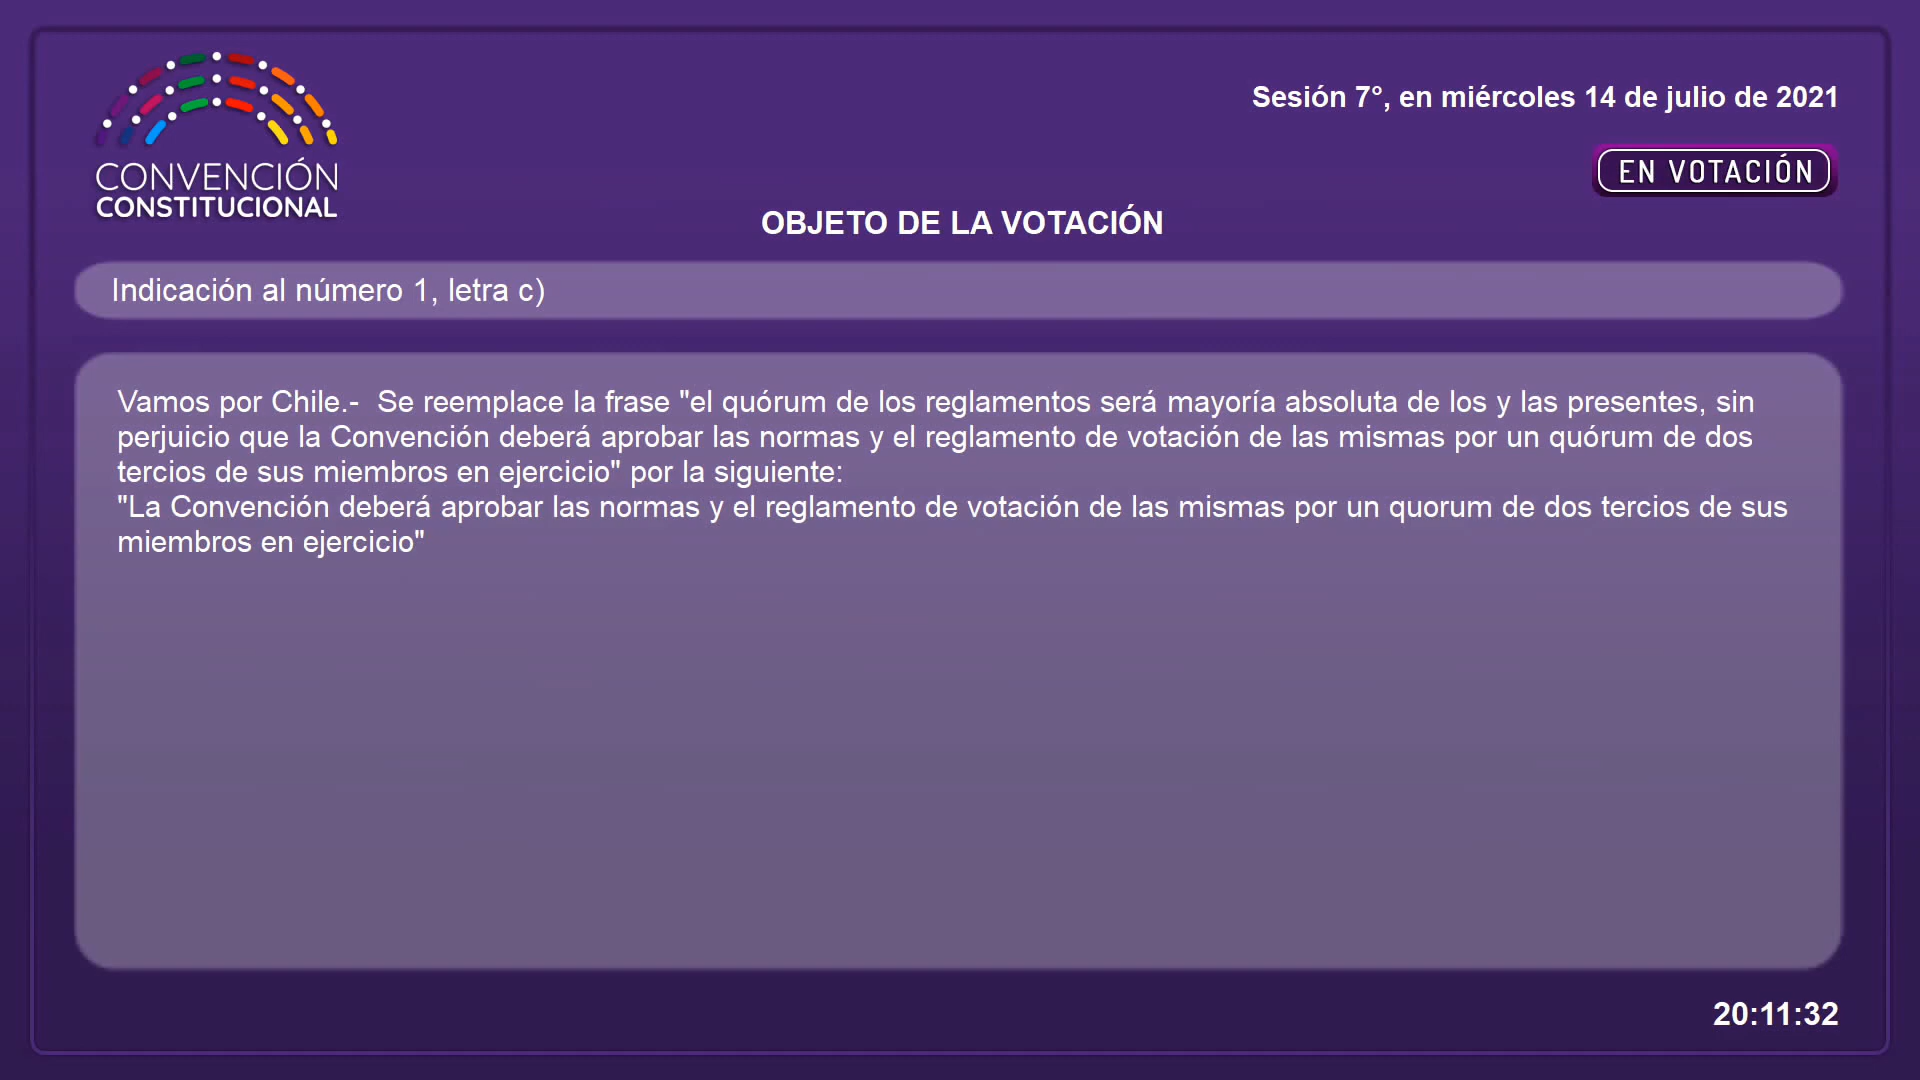 CONVENCIÓN
CONSTITUCIONAL
Sesión 7°, en miércoles 14 de julio de 2021
EN VOTACIÓN
OBJETO DE LA VOTACIÓN
Indicación al número 1, letra c)
Vamos por Chile.-  Se reemplace la frase "el quórum de los reglamentos será mayoría absoluta de los y las presentes, sin
perjuicio que la Convención deberá aprobar las normas y el reglamento de votación de las mismas por un quórum de dos
tercios de sus miembros en ejercicio" por la siguiente:
"La Convención deberá aprobar las normas y el reglamento de votación de las mismas por un quorum de dos tercios de sus
miembros en ejercicio"
20:11:32